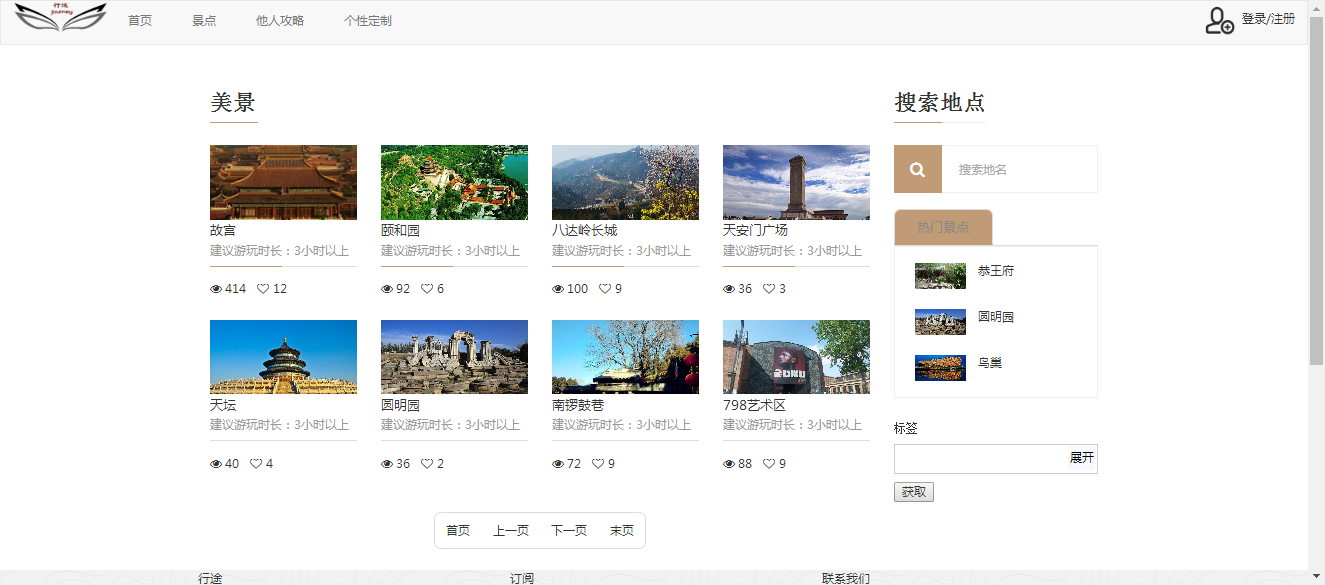 行途
journey
首页
景点
他人攻略
个性定制
登录/注册
美景
故宫
建议游玩时长：3小时以上
414 12
颐和园
建议游玩时长：3小时以上
92 6
八达岭长城
建议游玩时长：3小时以上
100 9
天安门广场
建议游玩时长：3小时以上
36 3
天坛
建议游玩时长：3小时以上
40 4
圆明园
建议游玩时长：3小时以上
36 2
南锣鼓巷
建议游玩时长：3小时以上
72 9
798艺术区
建议游玩时长：3小时以上
88 9
首页
上一页
下一页
末页
搜索地点
搜索地名
热门景点
恭王府
圆明园
鸟巢
标签
展开
获取
行途
订阅
联系我们